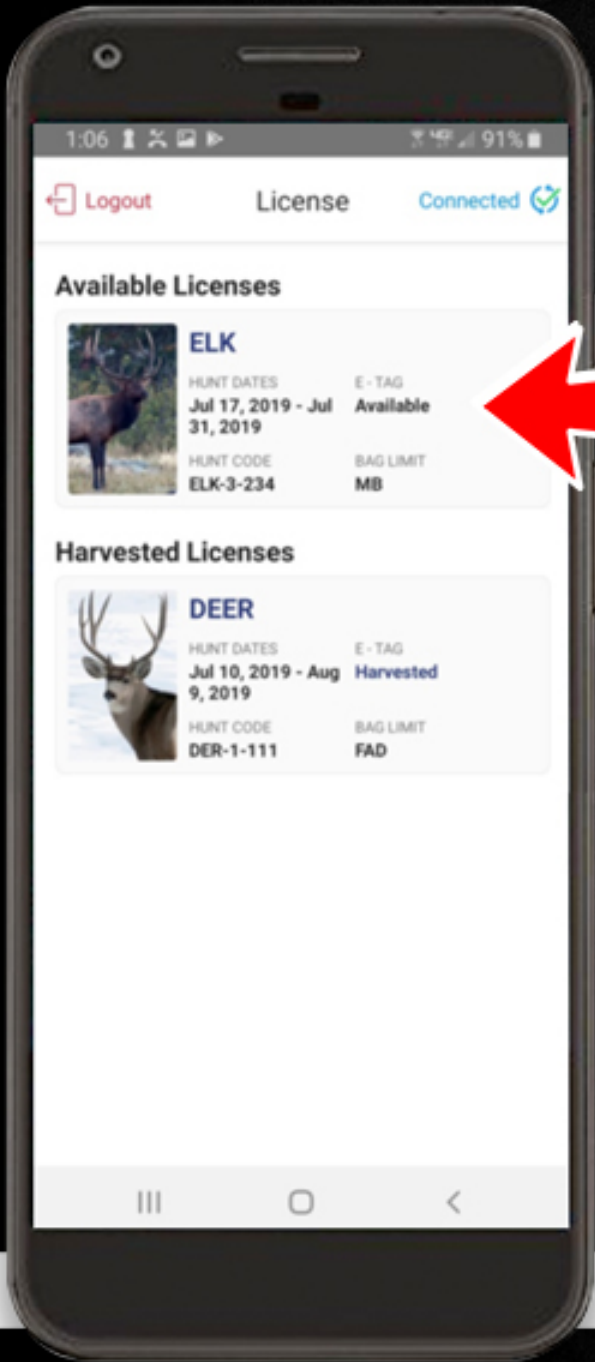 1:06 91%
Logout License Connected
Available Licenses
ELK
HUNT DATES E - TAG
Jul 17, 2019 - Jul Available
31, 2019
HUNT CODE BAG LIMIT
ELK-3-234 MB
Harvested Licenses
DEER
HUNT DATES E - TAG
Jul 10, 2019 - Aug Harvested
9, 2019
HUNT CODE BAG LIMIT
DER-1-111 FAD